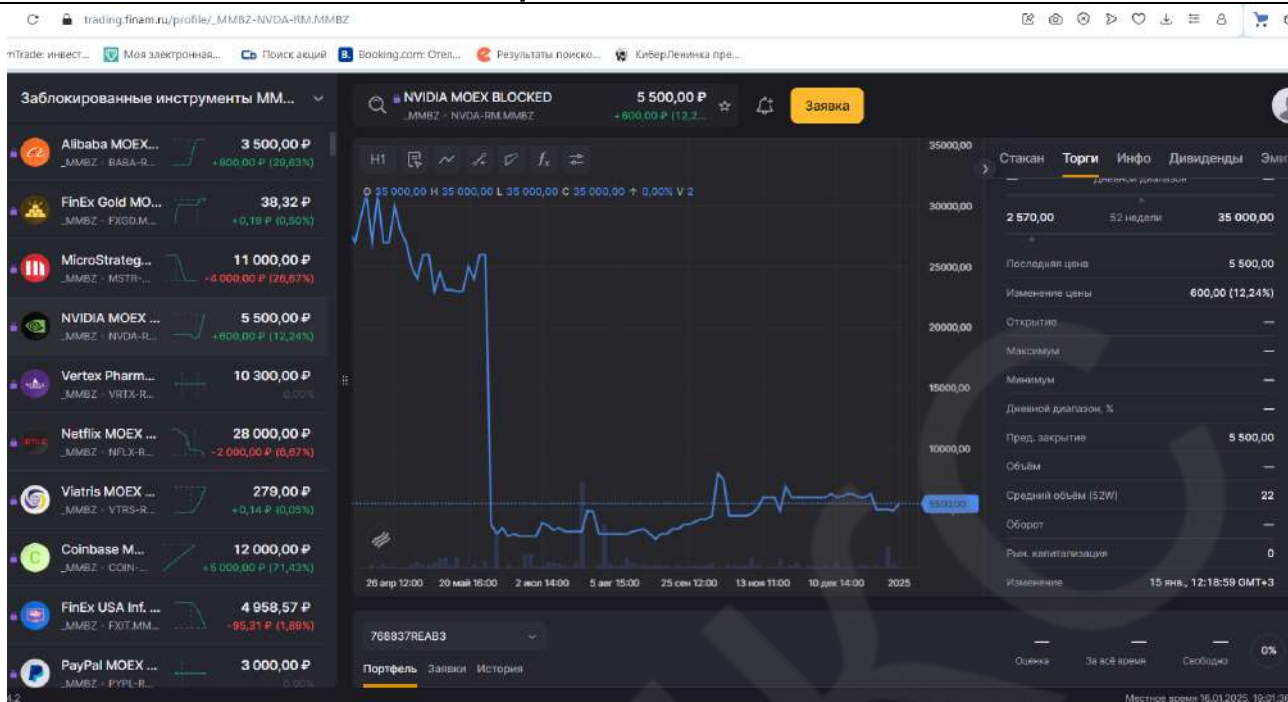 trading.finam.ru/profile/_MMBZ-NVDA-RM.MMBZ
Моя электронная... Поиск акций Booking.com: Отел... Результаты поиско... КиберЛенинка пре...
Заблокированные инструменты MM...
NVIDIA MOEX BLOCKED 5 500,00 ₽ Заявка
_MMBZ · NVDA-RM.MMBZ +600,00 ₽ (12,2...
Alibaba MOEX... 3 500,00 ₽
_MMBZ · BABA-R... +800,00 ₽ (29,63%)
FinEx Gold MO... 38,32 ₽
_MMBZ · FXGD.M... +0,19 ₽ (0,50%)
MicroStrateg... 11 000,00 ₽
_MMBZ · MSTR-... -4 000,00 ₽ (26,67%)
NVIDIA MOEX ... 5 500,00 ₽
_MMBZ · NVDA-R... +600,00 ₽ (12,24%)
Vertex Pharm... 10 300,00 ₽
_MMBZ · VRTX-R... 0,00%
Netflix MOEX ... 28 000,00 ₽
_MMBZ · NFLX-R... -2 000,00 ₽ (6,67%)
Viatris MOEX ... 279,00 ₽
_MMBZ · VTRS-R... +0,14 ₽ (0,05%)
Coinbase M... 12 000,00 ₽
_MMBZ · COIN-... +5 000,00 ₽ (71,43%)
FinEx USA Inf. ... 4 958,57 ₽
_MMBZ · FXIT.MM... -95,31 ₽ (1,89%)
PayPal MOEX ... 3 000,00 ₽
_MMBZ · PYPL-R... 0,00%
H1 fx
O 35 000,00 H 35 000,00 L 35 000,00 C 35 000,00 ↑ 0,00% V 2
35000,00
30000,00
25000,00
20000,00
15000,00
10000,00
5500,00
26 апр 12:00 20 май 16:00 2 июл 14:00 5 авг 15:00 25 сен 12:00 13 ноя 11:00 10 дек 14:00 2025
Стакан Торги Инфо Дивиденды Эми
— Дневной диапазон —
2 570,00 52 недели 35 000,00
Последняя цена 5 500,00
Изменение цены 600,00 (12,24%)
Открытие —
Максимум —
Минимум —
Дневной диапазон, % —
Пред. закрытие 5 500,00
Объём —
Средний объём (52W) 22
Оборот —
Рын. капитализация 0
Изменение 15 янв., 12:18:59 GMT+3
768837REAB3
Портфель Заявки История
— — — 0%
Оценка За всё время Свободно
Местное время 16.01.2025, 19:01:36